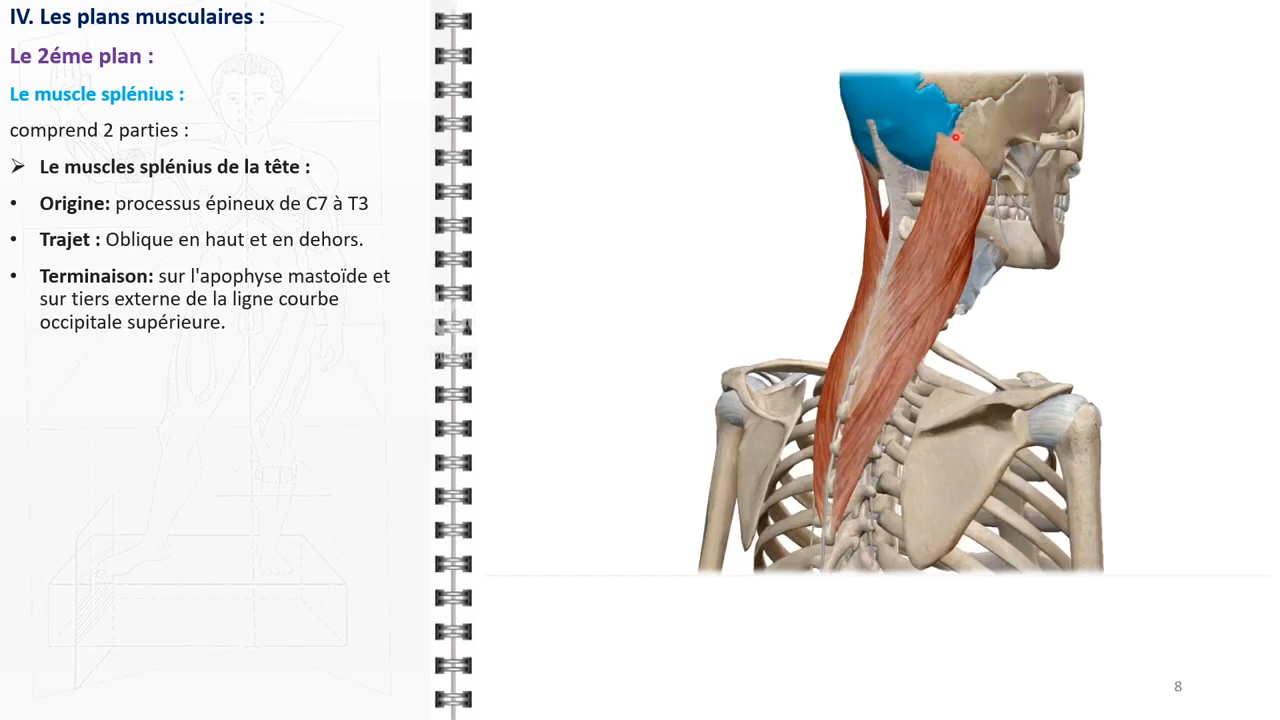 IV. Les plans musculaires :
Le 2éme plan :
Le muscle splénius :
comprend 2 parties :
➢ Le muscles splénius de la tête :
• Origine: processus épineux de C7 à T3
• Trajet : Oblique en haut et en dehors.
• Terminaison: sur l'apophyse mastoïde et
sur tiers externe de la ligne courbe
occipitale supérieure.
8